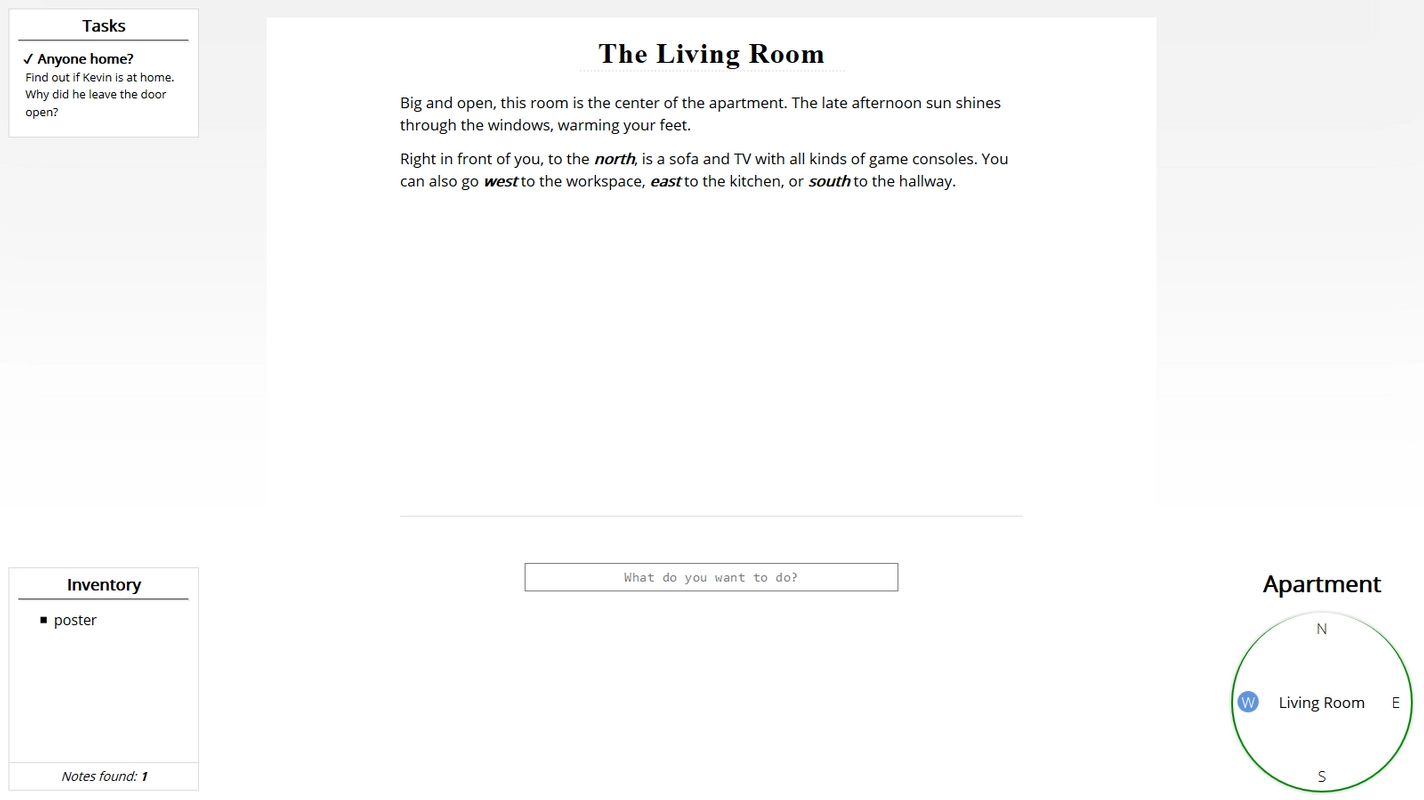 Tasks
✓ Anyone home?
Find out if Kevin is at home.
Why did he leave the door
open?
The Living Room
Big and open, this room is the center of the apartment. The late afternoon sun shines
through the windows, warming your feet.
Right in front of you, to the north, is a sofa and TV with all kinds of game consoles. You
can also go west to the workspace, east to the kitchen, or south to the hallway.
What do you want to do?
Inventory
▪ poster
Notes found: 1
Apartment
N
W Living Room E
S